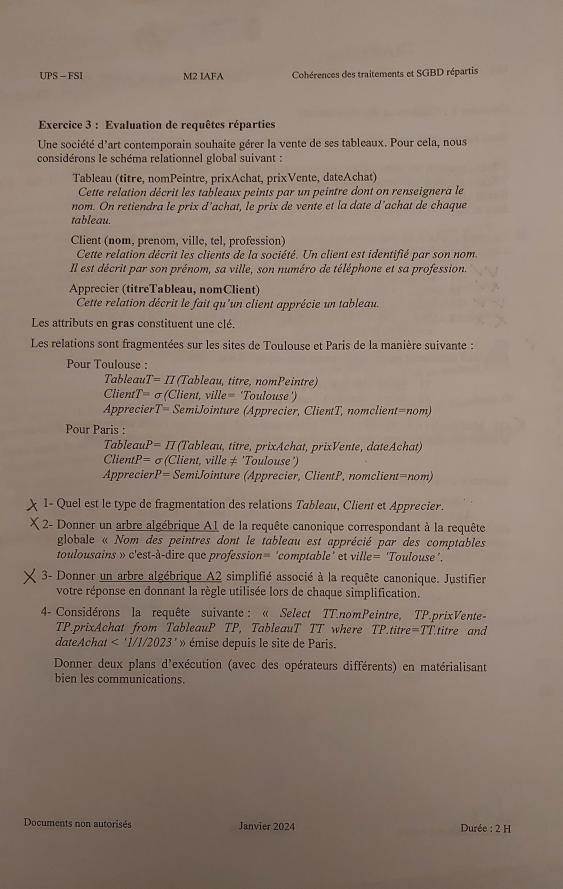 UPS – FSI M2 IAFA Cohérences des traitements et SGBD répartis
Exercice 3 : Evaluation de requêtes réparties
Une société d'art contemporain souhaite gérer la vente de ses tableaux. Pour cela, nous
considérons le schéma relationnel global suivant :
Tableau (titre, nomPeintre, prixAchat, prixVente, dateAchat)
Cette relation décrit les tableaux peints par un peintre dont on renseignera le
nom. On retiendra le prix d'achat, le prix de vente et la date d'achat de chaque
tableau.
Client (nom, prenom, ville, tel, profession)
Cette relation décrit les clients de la société. Un client est identifié par son nom.
Il est décrit par son prénom, sa ville, son numéro de téléphone et sa profession.
Apprecier (titreTableau, nomClient)
Cette relation décrit le fait qu'un client apprécie un tableau.
Les attributs en gras constituent une clé.
Les relations sont fragmentées sur les sites de Toulouse et Paris de la manière suivante :
Pour Toulouse :
TableauT= Π (Tableau, titre, nomPeintre)
ClientT= σ (Client, ville= 'Toulouse')
ApprecierT= SemiJointure (Apprecier, ClientT, nomclient=nom)
Pour Paris :
TableauP= Π (Tableau, titre, prixAchat, prixVente, dateAchat)
ClientP= σ (Client, ville ≠ 'Toulouse')
ApprecierP= SemiJointure (Apprecier, ClientP, nomclient=nom)
X 1- Quel est le type de fragmentation des relations Tableau, Client et Apprecier.
X 2- Donner un arbre algébrique A1 de la requête canonique correspondant à la requête
globale « Nom des peintres dont le tableau est apprécié par des comptables
toulousains » c'est-à-dire que profession= 'comptable' et ville= 'Toulouse'.
X 3- Donner un arbre algébrique A2 simplifié associé à la requête canonique. Justifier
votre réponse en donnant la règle utilisée lors de chaque simplification.
4- Considérons la requête suivante : « Select TT.nomPeintre, TP.prixVente-
TP.prixAchat from TableauP TP, TableauT TT where TP.titre=TT.titre and
dateAchat < '1/1/2023' » émise depuis le site de Paris.
Donner deux plans d'exécution (avec des opérateurs différents) en matérialisant
bien les communications.
Documents non autorisés Janvier 2024 Durée : 2 H